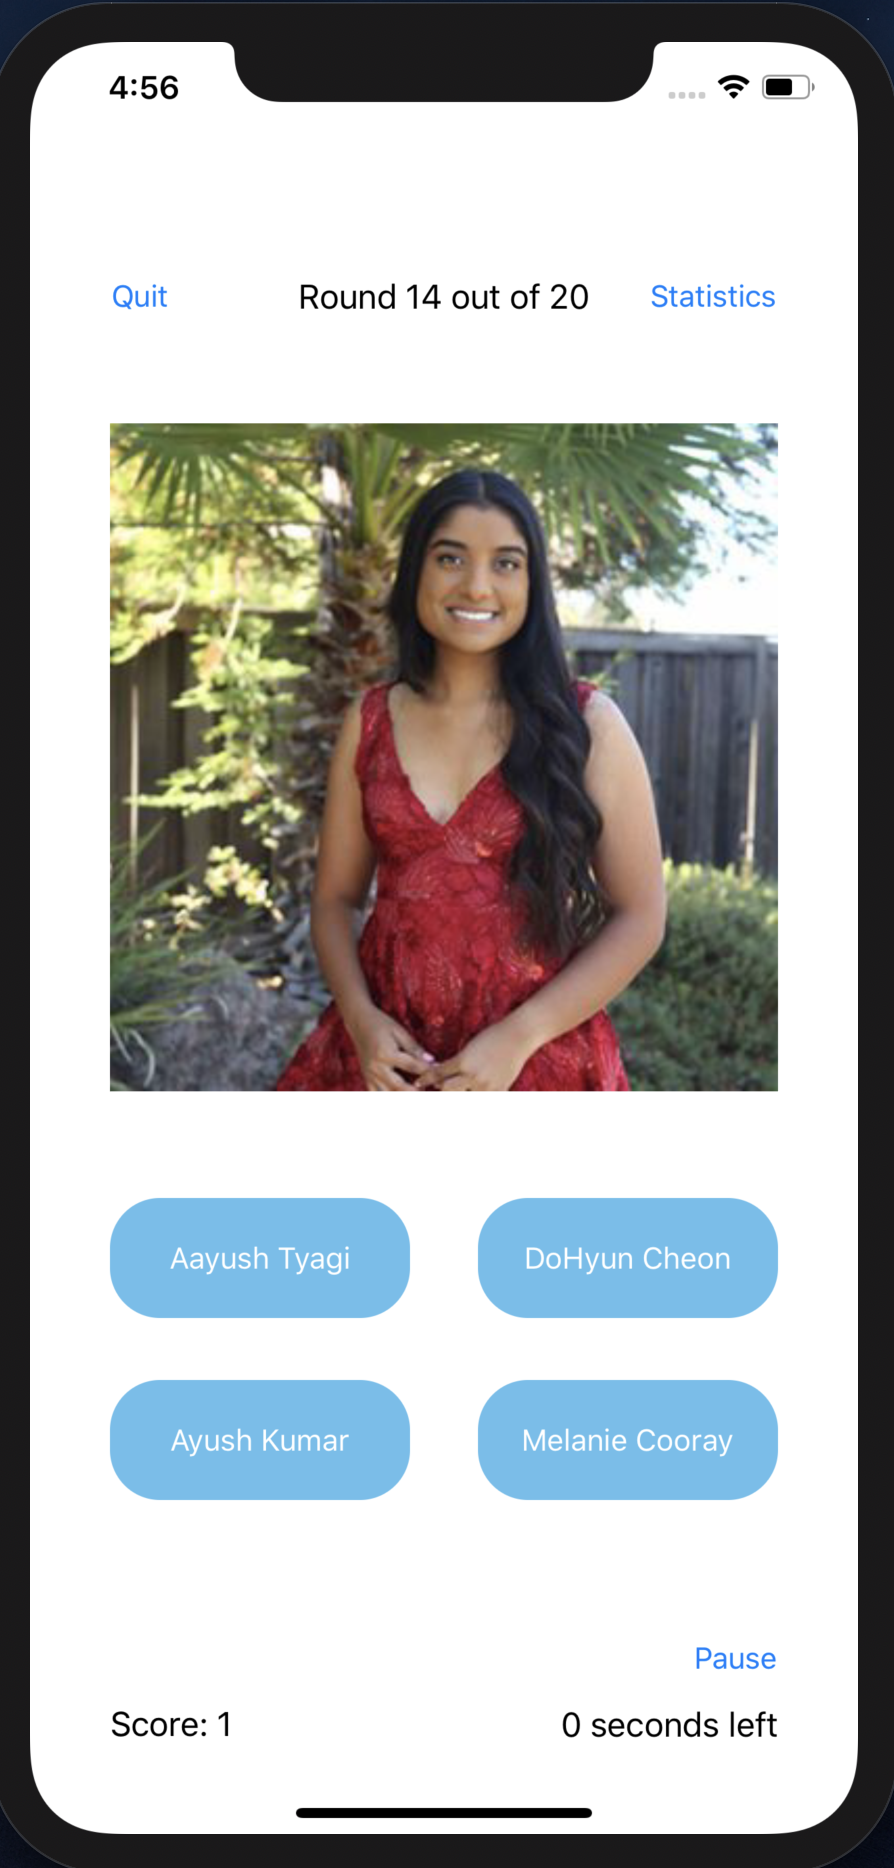 4:56
Quit Round 14 out of 20 Statistics
Aayush Tyagi DoHyun Cheon
Ayush Kumar Melanie Cooray
Pause
Score: 1 0 seconds left